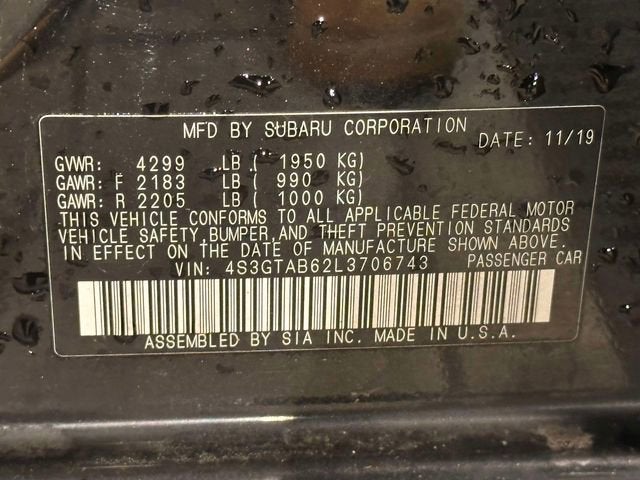 MFD BY SUBARU CORPORATION DATE: 11/19
GVWR: 4299 LB ( 1950 KG)
GAWR: F 2183 LB ( 990 KG)
GAWR: R 2205 LB ( 1000 KG)
THIS VEHICLE CONFORMS TO ALL APPLICABLE FEDERAL MOTOR
VEHICLE SAFETY,BUMPER,AND THEFT PREVENTION STANDARDS
IN EFFECT ON THE DATE OF MANUFACTURE SHOWN ABOVE.
VIN: 4S3GTAB62L3706743 PASSENGER CAR
ASSEMBLED BY SIA INC. MADE IN U.S.A.